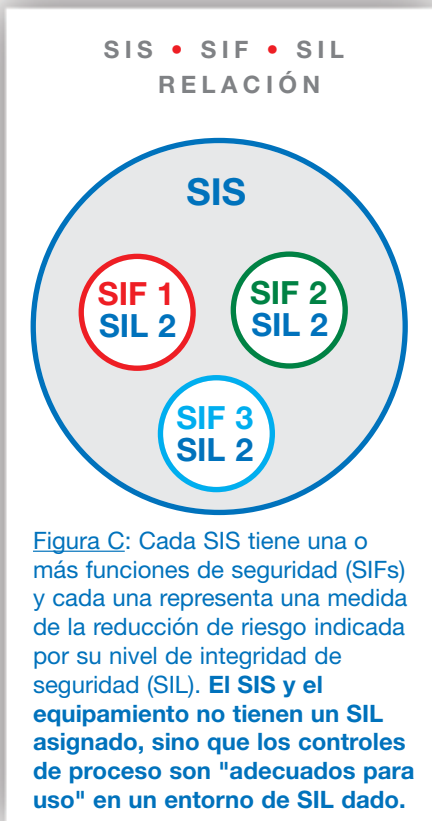 SIS • SIF • SIL
RELACIÓN
SIS
SIF 1
SIL 2
SIF 2
SIL 2
SIF 3
SIL 2
Figura C: Cada SIS tiene una o
más funciones de seguridad (SIFs)
y cada una representa una medida
de la reducción de riesgo indicada
por su nivel de integridad de
seguridad (SIL). El SIS y el
equipamiento no tienen un SIL
asignado, sino que los controles
de proceso son "adecuados para
uso" en un entorno de SIL dado.